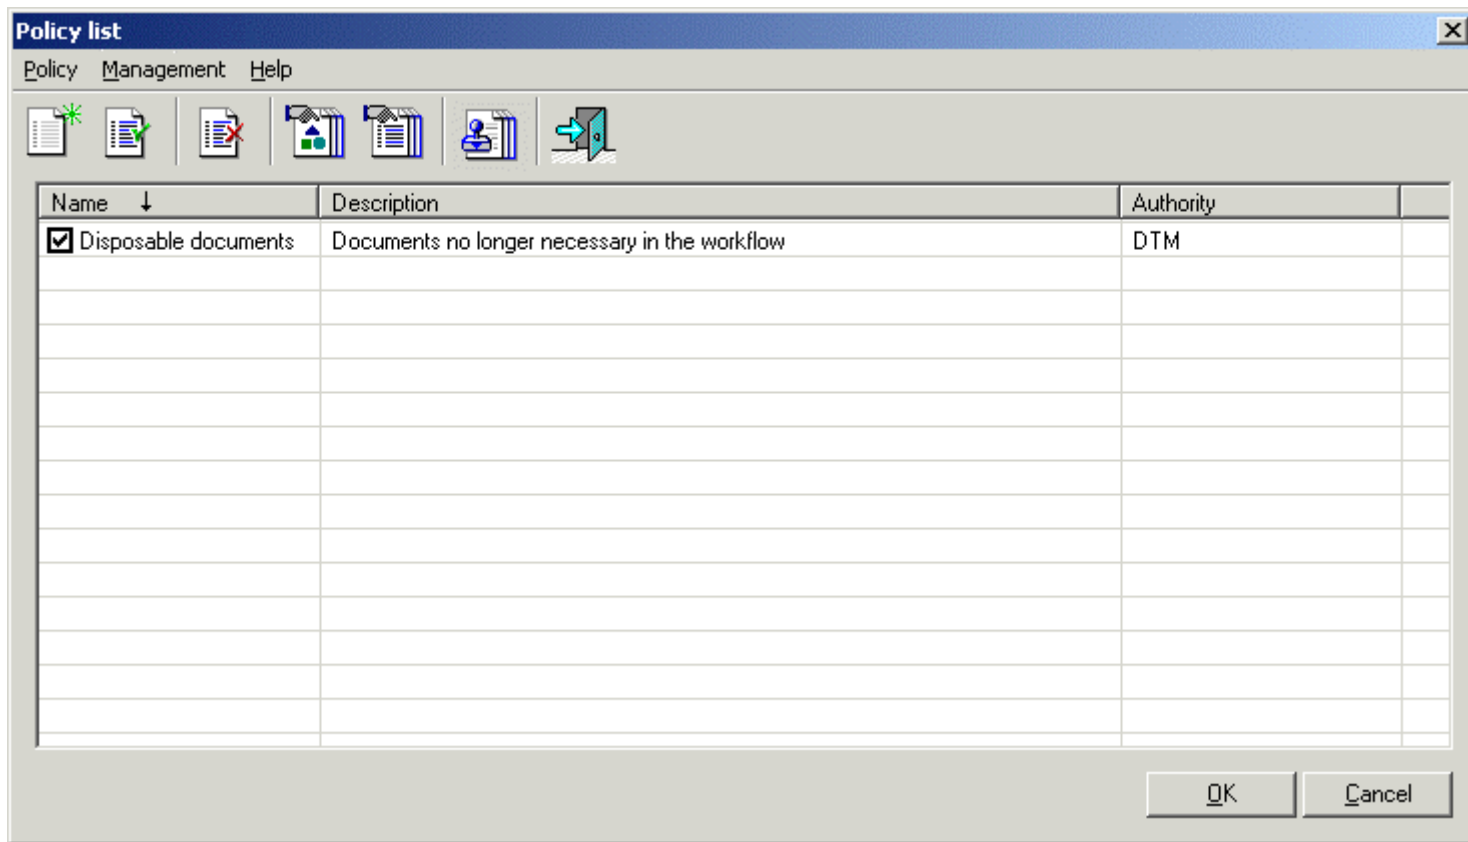 Policy list
Policy Management Help
Name ↓ Description Authority
Disposable documents Documents no longer necessary in the workflow DTM
OK Cancel